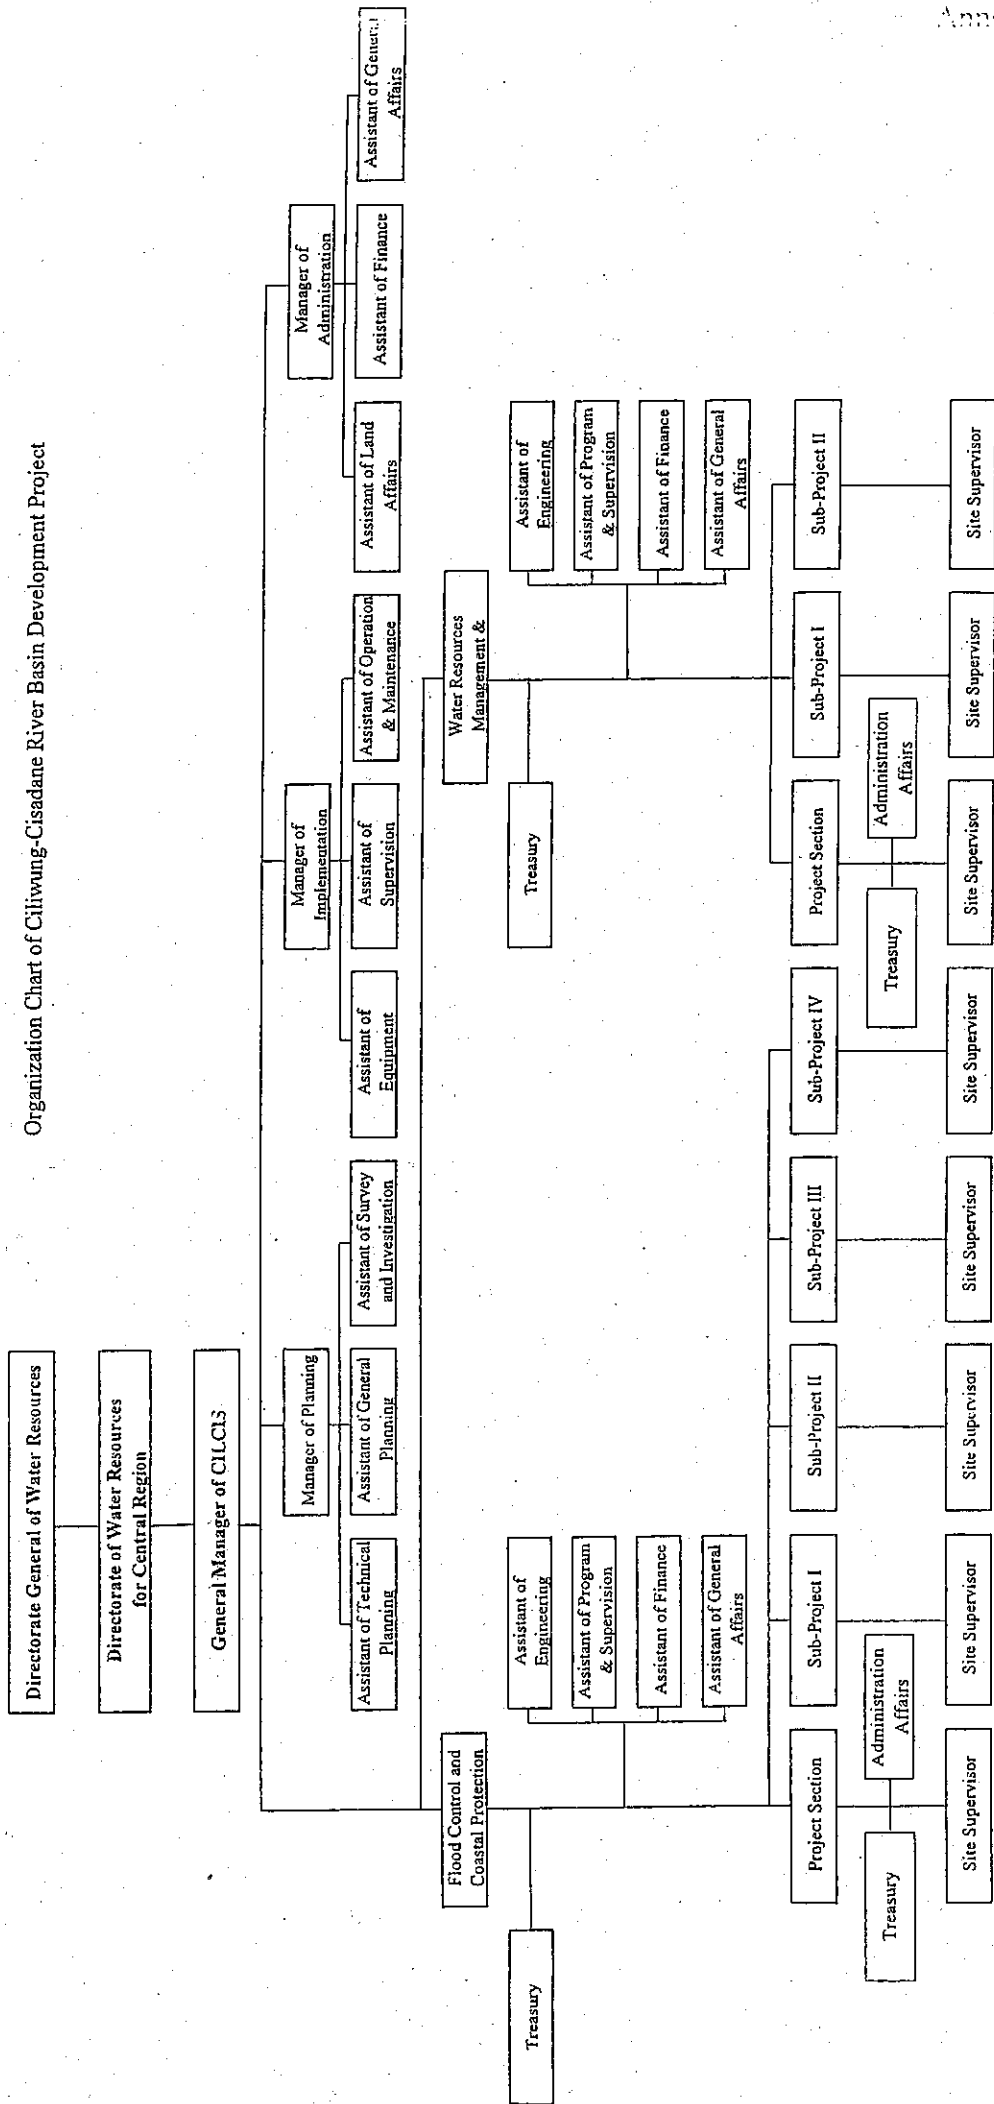 Organization Chart of Ciliwung-Cisadane River Basin Development Project
Directorate General of Water Resources
Directorate of Water Resources
for Central Region
General Manager of CILCIS
Manager of Planning
Manager of
Implementation
Manager of
Administration
Assistant of Technical
Planning
Assistant of General
Planning
Assistant of Survey
and Investigation
Assistant of
Equipment
Assistant of
Supervision
Assistant of Operation
& Maintenance
Assistant of Land
Affairs
Assistant of Finance
Assistant of General
Affairs
Flood Control and
Coastal Protection
Water Resources
Management &
Treasury
Assistant of
Engineering
Assistant of Program
& Supervision
Assistant of Finance
Assistant of General
Affairs
Treasury
Assistant of
Engineering
Assistant of Program
& Supervision
Assistant of Finance
Assistant of General
Affairs
Project Section
Sub-Project I
Sub-Project II
Sub-Project III
Sub-Project IV
Project Section
Sub-Project I
Sub-Project II
Treasury
Administration
Affairs
Treasury
Administration
Affairs
Site Supervisor
Site Supervisor
Site Supervisor
Site Supervisor
Site Supervisor
Site Supervisor
Site Supervisor
Site Supervisor